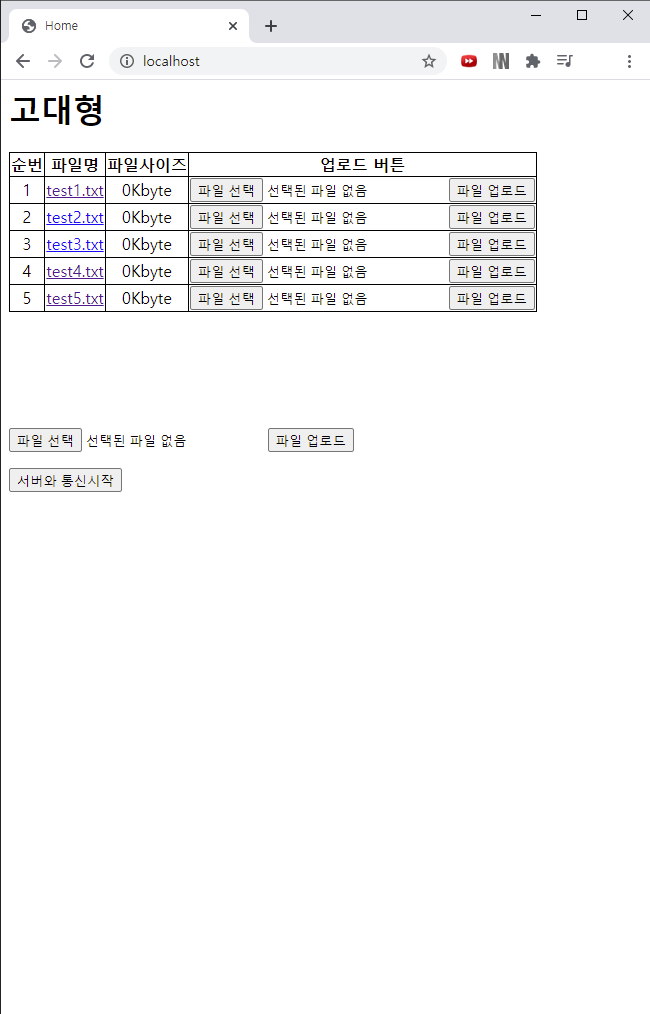 Home
localhost
고대형
순번 파일명 파일사이즈 업로드 버튼
1 test1.txt 0Kbyte 파일 선택 선택된 파일 없음 파일 업로드
2 test2.txt 0Kbyte 파일 선택 선택된 파일 없음 파일 업로드
3 test3.txt 0Kbyte 파일 선택 선택된 파일 없음 파일 업로드
4 test4.txt 0Kbyte 파일 선택 선택된 파일 없음 파일 업로드
5 test5.txt 0Kbyte 파일 선택 선택된 파일 없음 파일 업로드
파일 선택 선택된 파일 없음 파일 업로드
서버와 통신시작